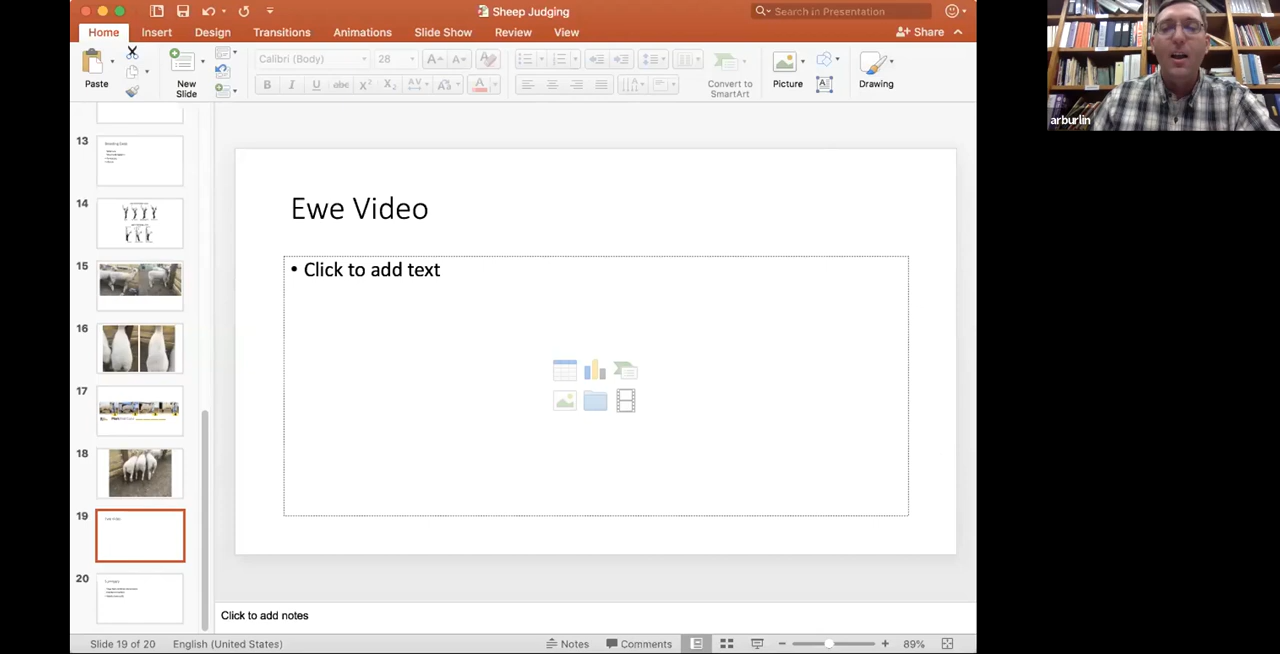 Sheep Judging
Search in Presentation
Home Insert Design Transitions Animations Slide Show Review View
Share
Paste
New
Slide
Calibri (Body) 28
Convert to
SmartArt
Picture
Drawing
arburlin
13
14
15
16
17
18
19
20
Ewe Video
• Click to add text
Click to add notes
Slide 19 of 20 English (United States) Notes Comments 89%